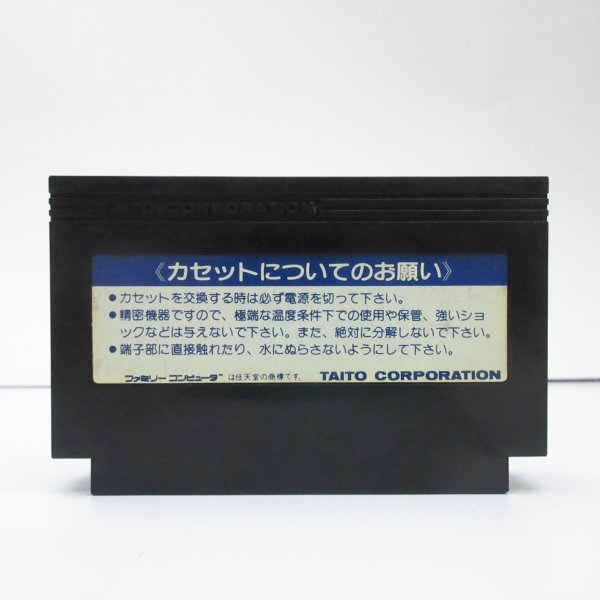 TAITO CORPORATION
《カセットについてのお願い》
●カセットを交換する時は必ず電源を切って下さい。
●精密機器ですので、極端な温度条件下での使用や保管、強いショ
ックなどは与えないで下さい。また、絶対に分解しないで下さい。
●端子部に直接触れたり、水にぬらさないようにして下さい。
ファミリーコンピュータ™は任天堂の商標です。 TAITO CORPORATION